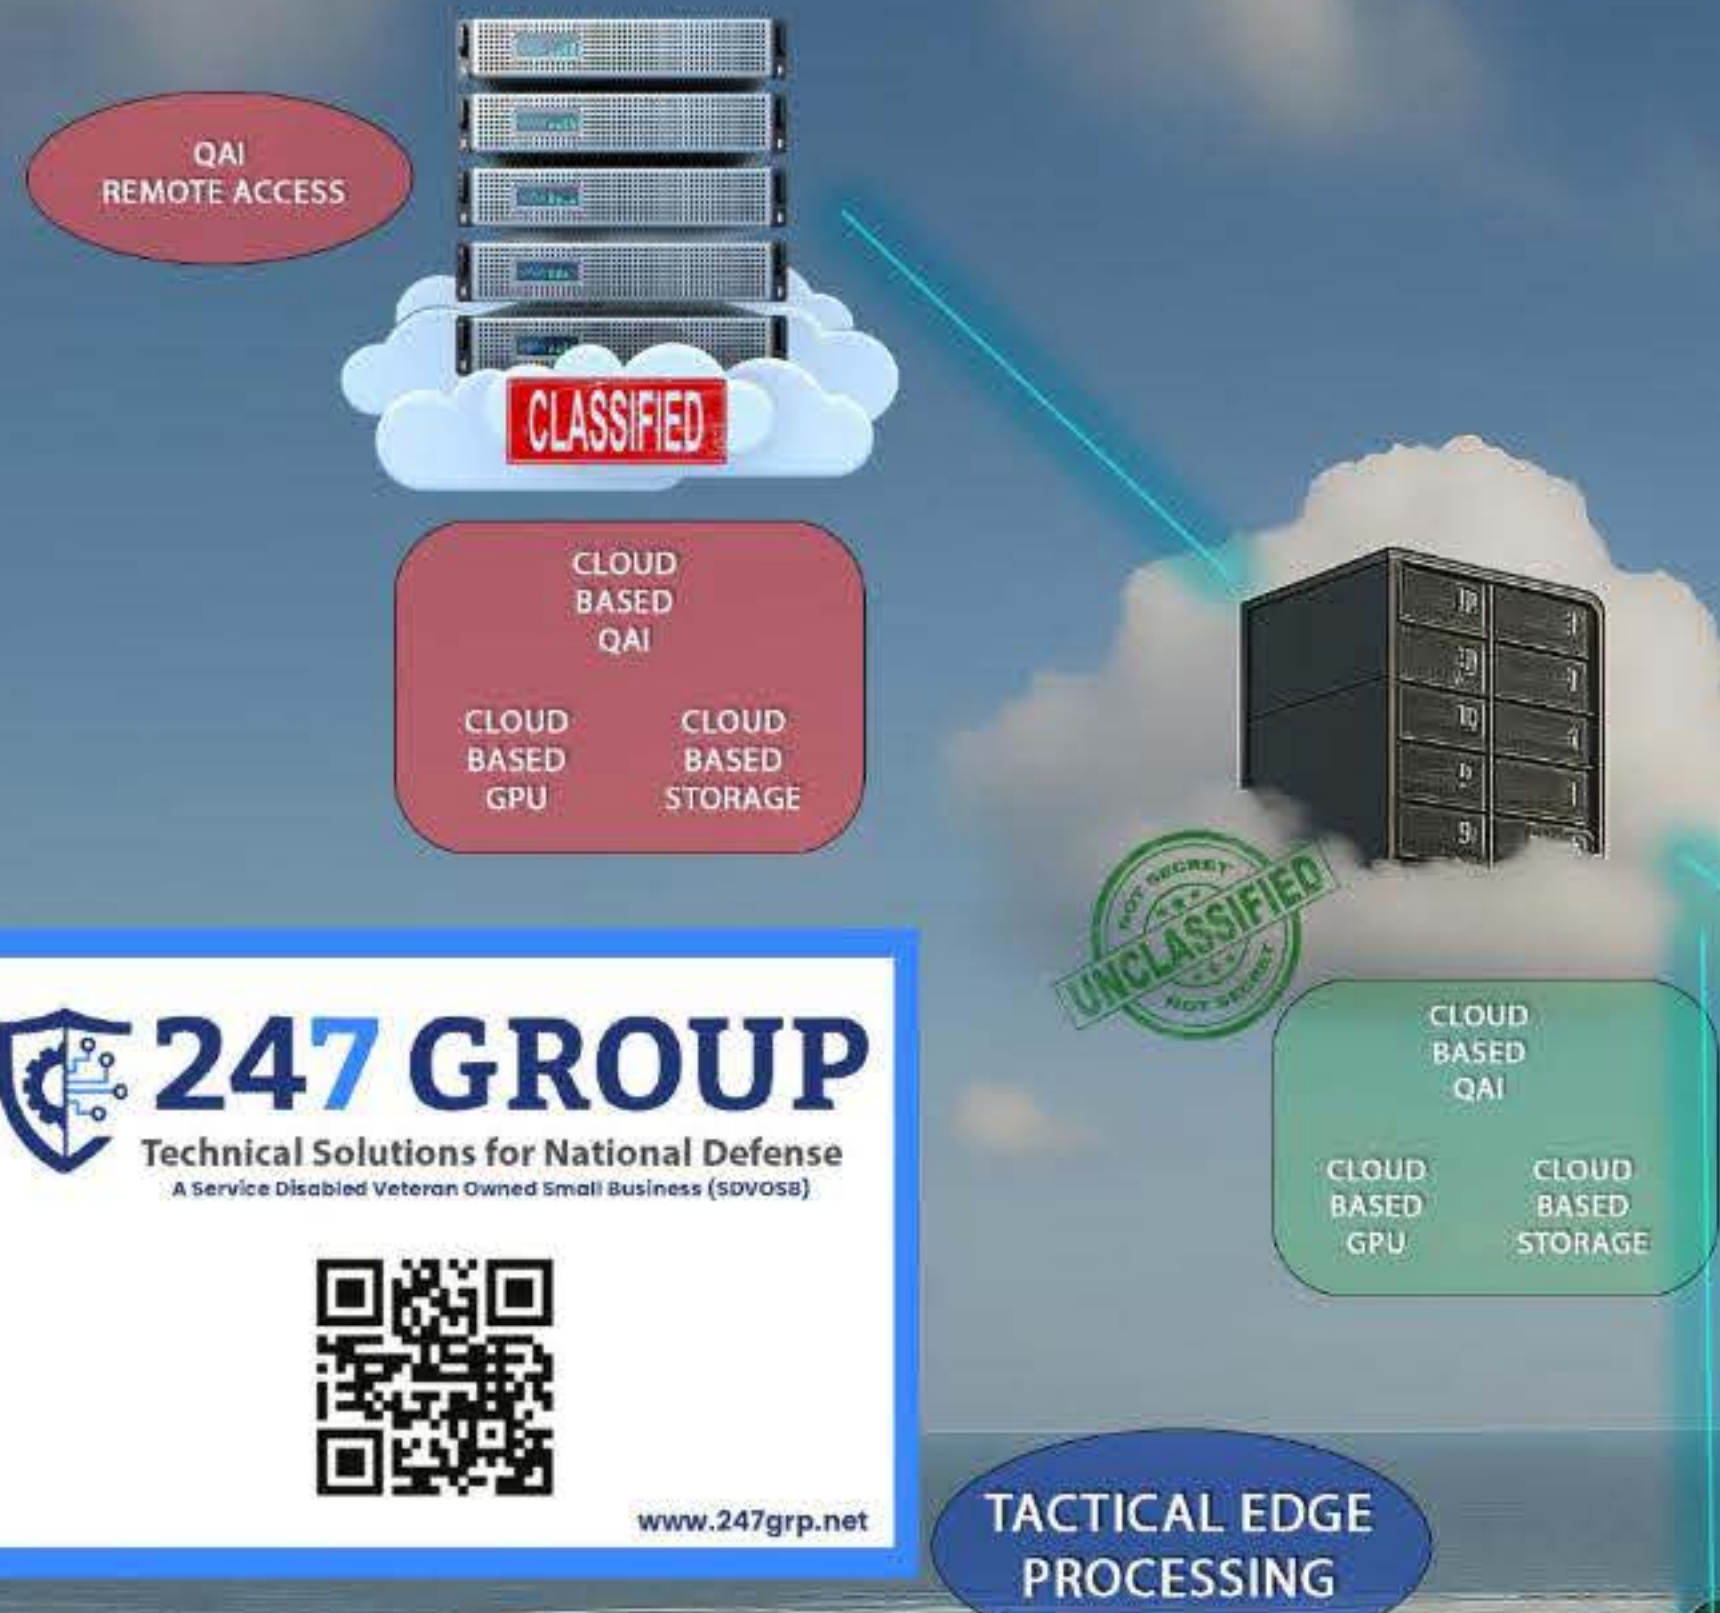 QAI
REMOTE ACCESS
CLASSIFIED
CLOUD
BASED
QAI
CLOUD
BASED
GPU
CLOUD
BASED
STORAGE
NOT SECRET
UNCLASSIFIED
NOT SECRET
CLOUD
BASED
QAI
CLOUD
BASED
GPU
CLOUD
BASED
STORAGE
247 GROUP
Technical Solutions for National Defense
A Service Disabled Veteran Owned Small Business (SDVOSB)
www.247grp.net
TACTICAL EDGE
PROCESSING